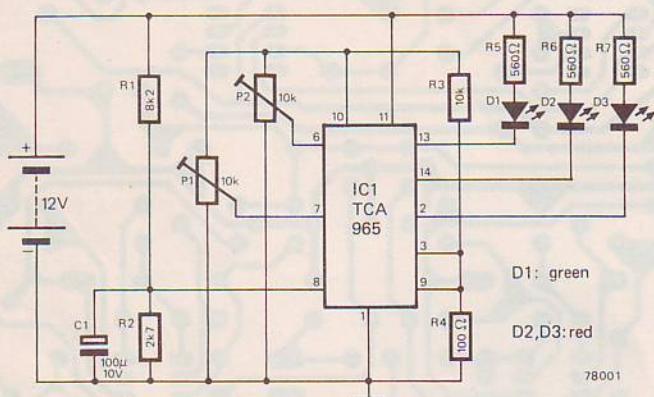 R1
8k2
P2
10k
P1
10k
R3
10k
R5
560Ω
R6
560Ω
R7
560Ω
D1
D2
D3
+
12V
−
10
11
6
13
14
7
2
3
8
9
1
IC1
TCA
965
C1
100µ
10V
R2
2k7
R4
100 Ω
D1: green
D2,D3: red
78001